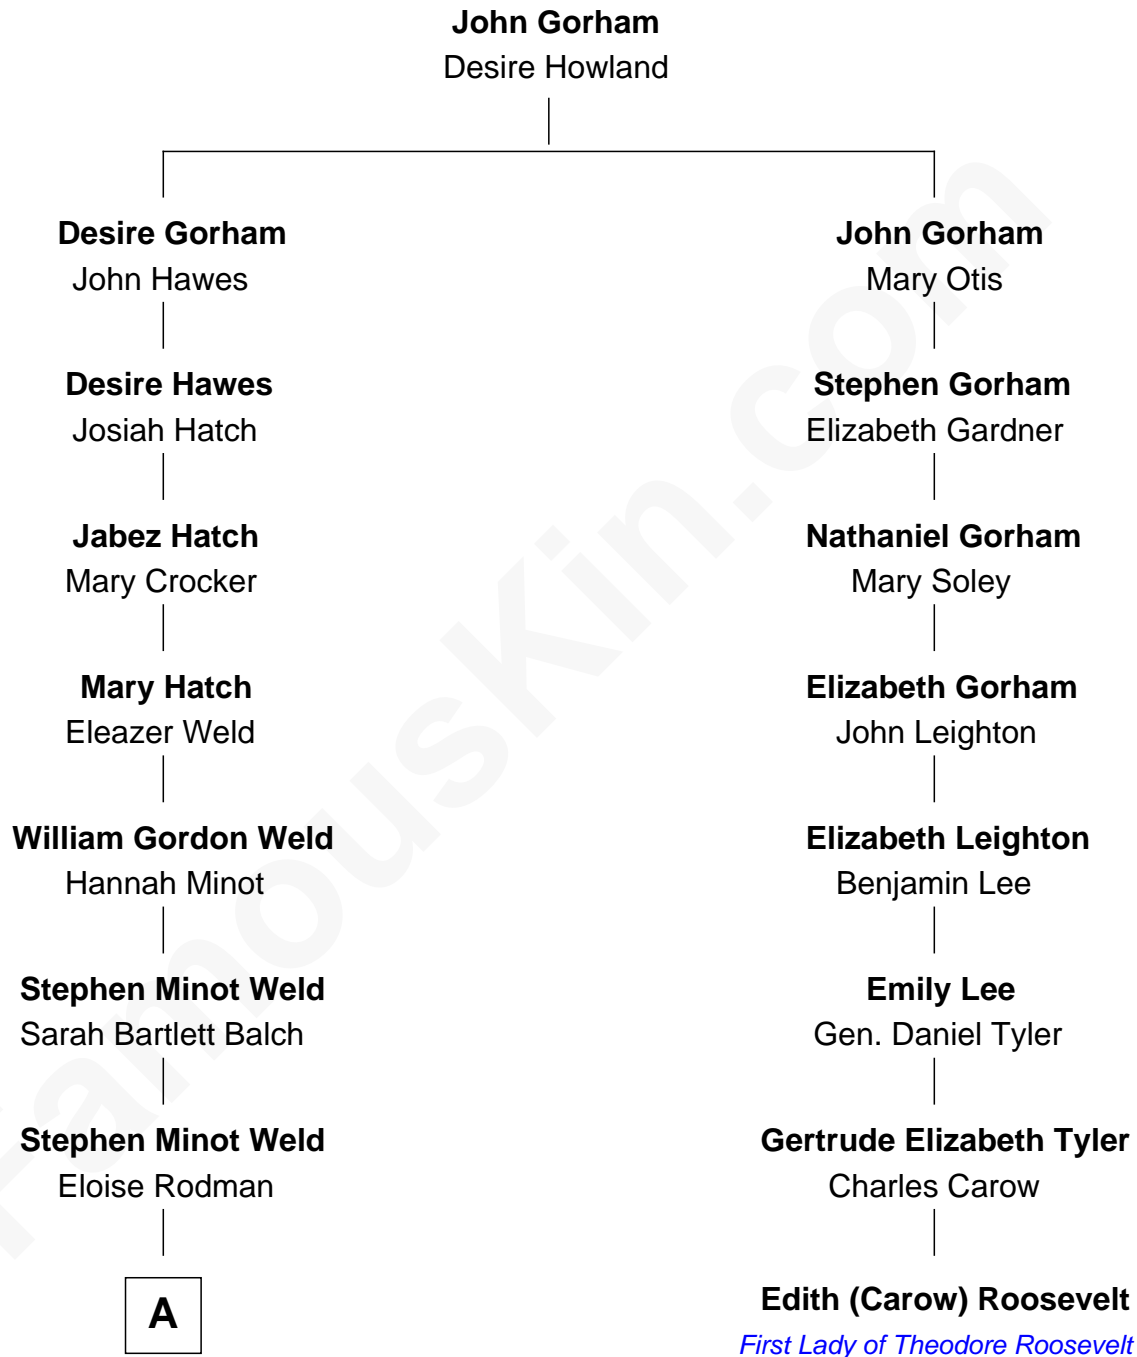 John Gorham
Desire Howland
Desire Gorham
John Hawes
John Gorham
Mary Otis
Desire Hawes
Josiah Hatch
Stephen Gorham
Elizabeth Gardner
Jabez Hatch
Mary Crocker
Nathaniel Gorham
Mary Soley
Mary Hatch
Eleazer Weld
Elizabeth Gorham
John Leighton
William Gordon Weld
Hannah Minot
Elizabeth Leighton
Benjamin Lee
Stephen Minot Weld
Sarah Bartlett Balch
Emily Lee
Gen. Daniel Tyler
Stephen Minot Weld
Eloise Rodman
Gertrude Elizabeth Tyler
Charles Carow
A
Edith (Carow) Roosevelt
First Lady of Theodore Roosevelt
FamousKin.com